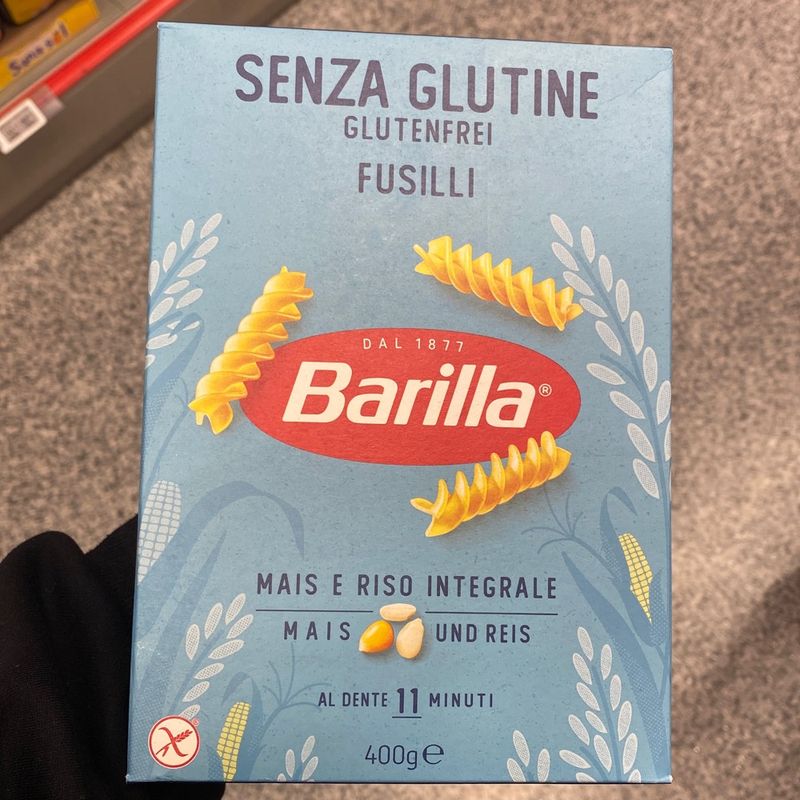 SENZA GLUTINE
GLUTENFREI
FUSILLI
DAL 1877
Barilla®
MAIS E RISO INTEGRALE
MAIS UND REIS
AL DENTE 11 MINUTI
400g℮